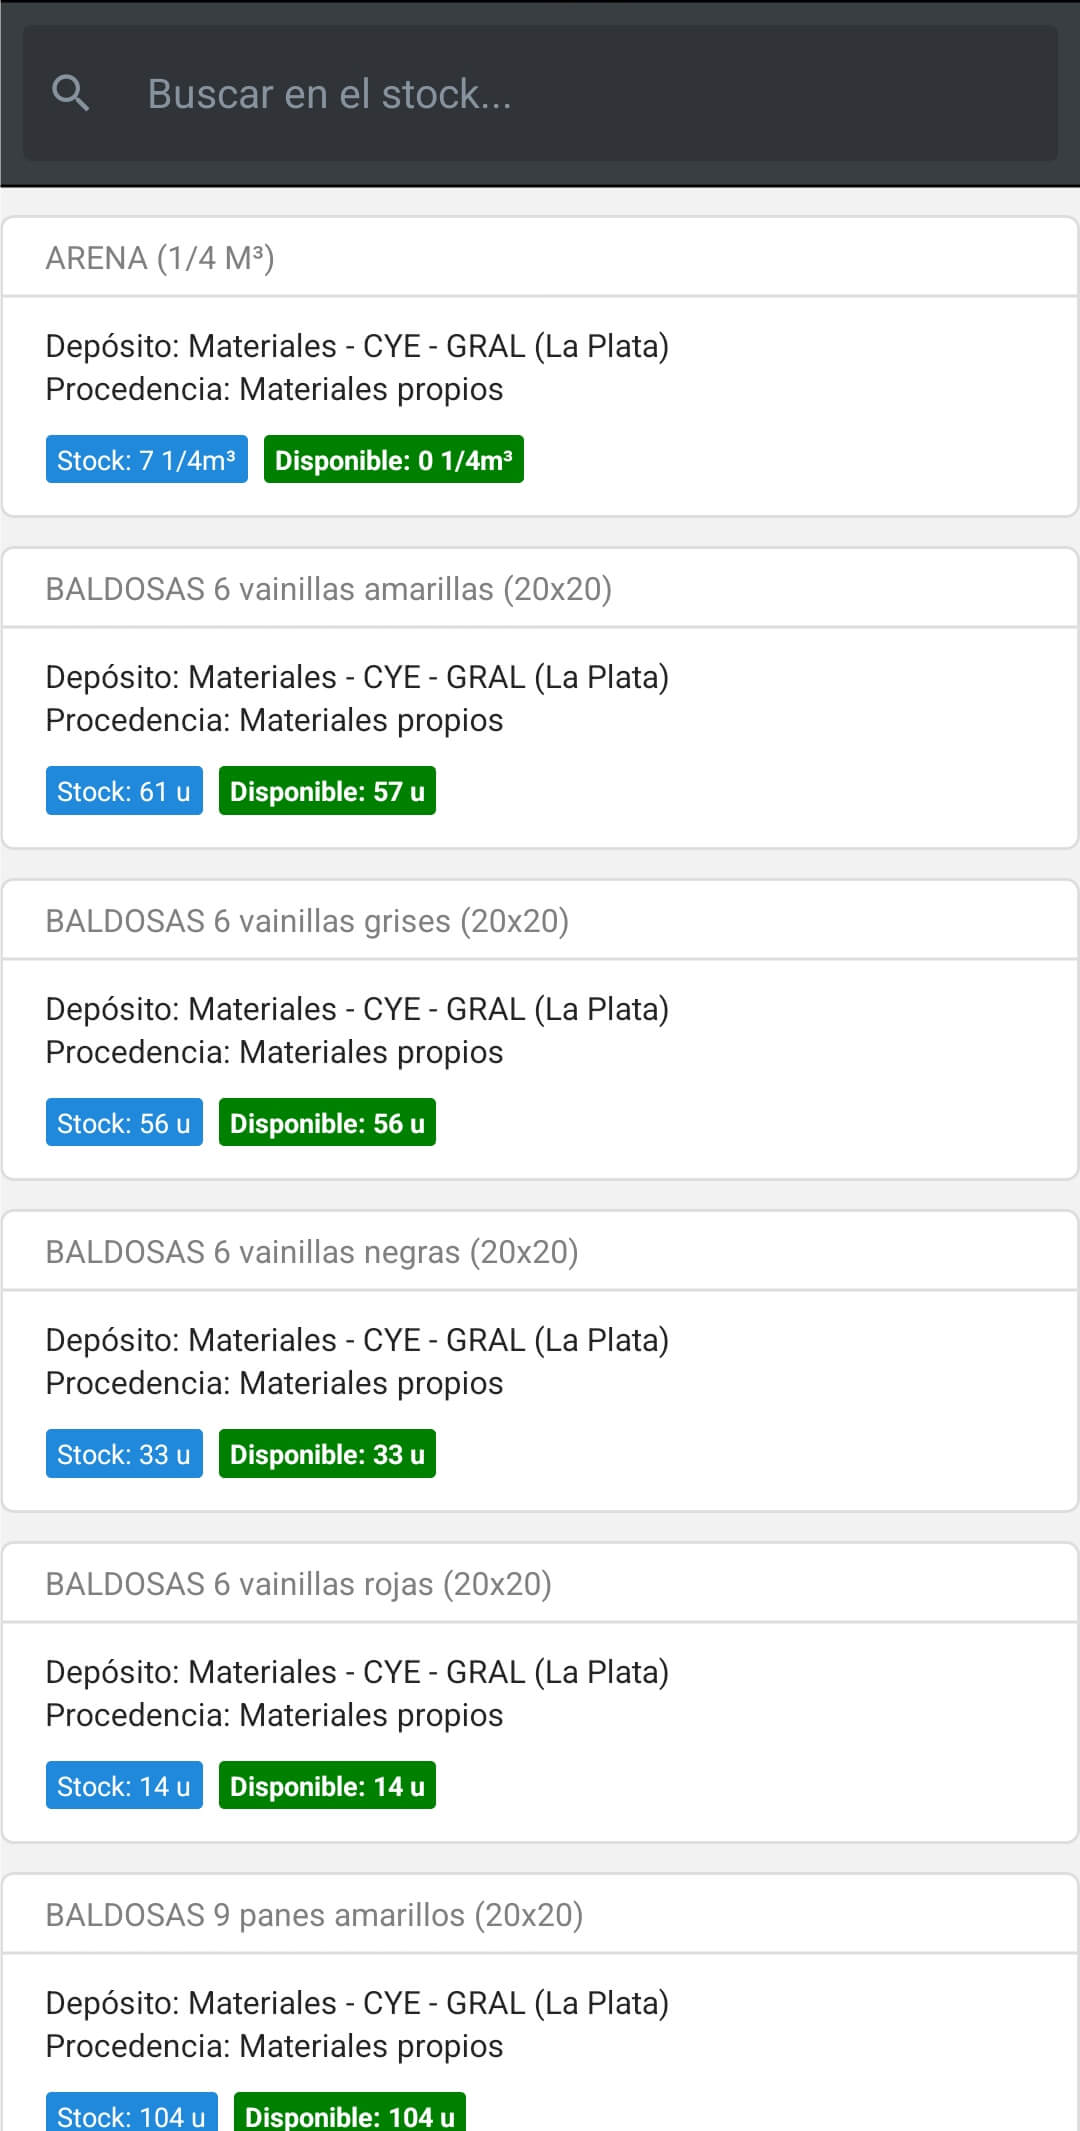 Buscar en el stock...
ARENA (1/4 M³)
Depósito: Materiales - CYE - GRAL (La Plata)
Procedencia: Materiales propios
Stock: 7 1/4m³ Disponible: 0 1/4m³
BALDOSAS 6 vainillas amarillas (20x20)
Depósito: Materiales - CYE - GRAL (La Plata)
Procedencia: Materiales propios
Stock: 61 u Disponible: 57 u
BALDOSAS 6 vainillas grises (20x20)
Depósito: Materiales - CYE - GRAL (La Plata)
Procedencia: Materiales propios
Stock: 56 u Disponible: 56 u
BALDOSAS 6 vainillas negras (20x20)
Depósito: Materiales - CYE - GRAL (La Plata)
Procedencia: Materiales propios
Stock: 33 u Disponible: 33 u
BALDOSAS 6 vainillas rojas (20x20)
Depósito: Materiales - CYE - GRAL (La Plata)
Procedencia: Materiales propios
Stock: 14 u Disponible: 14 u
BALDOSAS 9 panes amarillos (20x20)
Depósito: Materiales - CYE - GRAL (La Plata)
Procedencia: Materiales propios
Stock: 104 u Disponible: 104 u